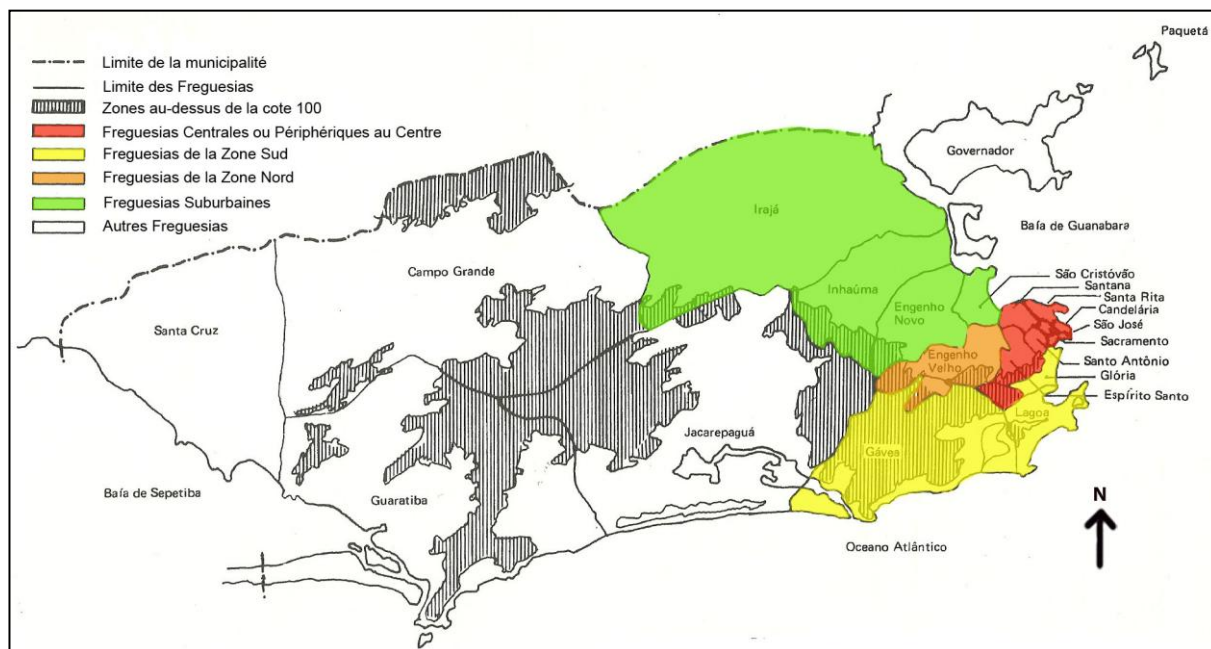 Paquetá
Limite de la municipalité
Limite des Freguesias
Zones au-dessus de la cote 100
Freguesias Centrales ou Périphériques au Centre
Freguesias de la Zone Sud
Freguesias de la Zone Nord
Freguesias Suburbaines
Autres Freguesias
Governador
Irajá
Baía de Guanabara
Campo Grande
São Cristóvão
Santana
Inhaúma
Santa Rita
Engenho
Novo
Candelária
Santa Cruz
São José
Sacramento
Engenho
Velho
Santo Antônio
Glória
Espírito Santo
Lagoa
Jacarepaguá
Gávea
Baía de Sepetiba
Guaratiba
N
Oceano Atlântico